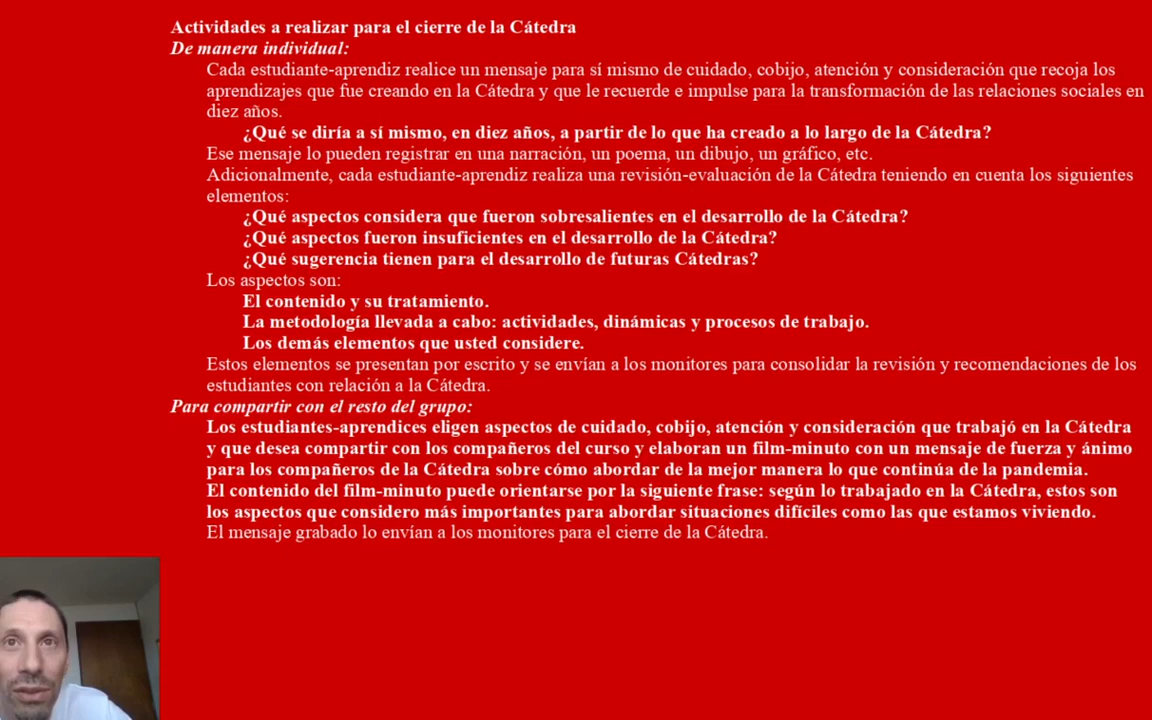 Actividades a realizar para el cierre de la Cátedra
De manera individual:
Cada estudiante-aprendiz realice un mensaje para sí mismo de cuidado, cobijo, atención y consideración que recoja los
aprendizajes que fue creando en la Cátedra y que le recuerde e impulse para la transformación de las relaciones sociales en
diez años.
¿Qué se diría a sí mismo, en diez años, a partir de lo que ha creado a lo largo de la Cátedra?
Ese mensaje lo pueden registrar en una narración, un poema, un dibujo, un gráfico, etc.
Adicionalmente, cada estudiante-aprendiz realiza una revisión-evaluación de la Cátedra teniendo en cuenta los siguientes
elementos:
¿Qué aspectos considera que fueron sobresalientes en el desarrollo de la Cátedra?
¿Qué aspectos fueron insuficientes en el desarrollo de la Cátedra?
¿Qué sugerencia tienen para el desarrollo de futuras Cátedras?
Los aspectos son:
El contenido y su tratamiento.
La metodología llevada a cabo: actividades, dinámicas y procesos de trabajo.
Los demás elementos que usted considere.
Estos elementos se presentan por escrito y se envían a los monitores para consolidar la revisión y recomendaciones de los
estudiantes con relación a la Cátedra.
Para compartir con el resto del grupo:
Los estudiantes-aprendices eligen aspectos de cuidado, cobijo, atención y consideración que trabajó en la Cátedra
y que desea compartir con los compañeros del curso y elaboran un film-minuto con un mensaje de fuerza y ánimo
para los compañeros de la Cátedra sobre cómo abordar de la mejor manera lo que continúa de la pandemia.
El contenido del film-minuto puede orientarse por la siguiente frase: según lo trabajado en la Cátedra, estos son
los aspectos que considero más importantes para abordar situaciones difíciles como las que estamos viviendo.
El mensaje grabado lo envían a los monitores para el cierre de la Cátedra.